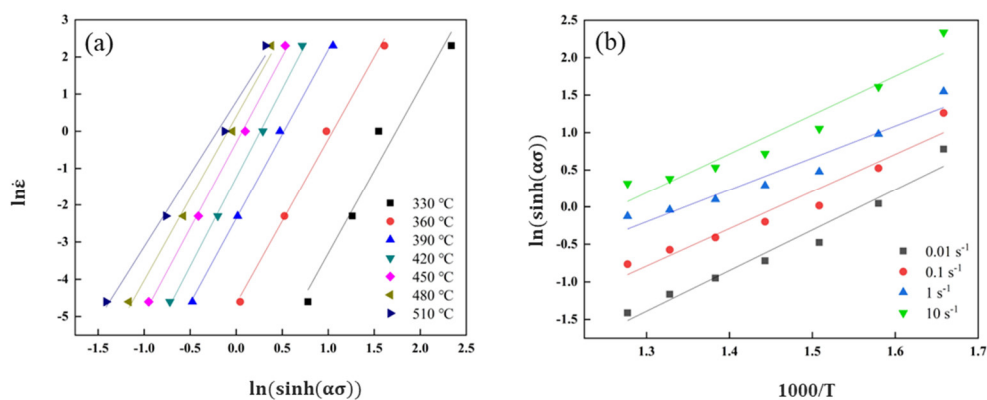 (a)
3
2
1
0
-1
-2
-3
-4
-5
lnε̇
330 ℃
360 ℃
390 ℃
420 ℃
450 ℃
480 ℃
510 ℃
-1.5 -1.0 -0.5 0.0 0.5 1.0 1.5 2.0 2.5
ln(sinh(ασ))
(b)
2.5
2.0
1.5
1.0
0.5
0.0
-0.5
-1.0
-1.5
ln(sinh(ασ))
0.01 s⁻¹
0.1 s⁻¹
1 s⁻¹
10 s⁻¹
1.3 1.4 1.5 1.6 1.7
1000/T